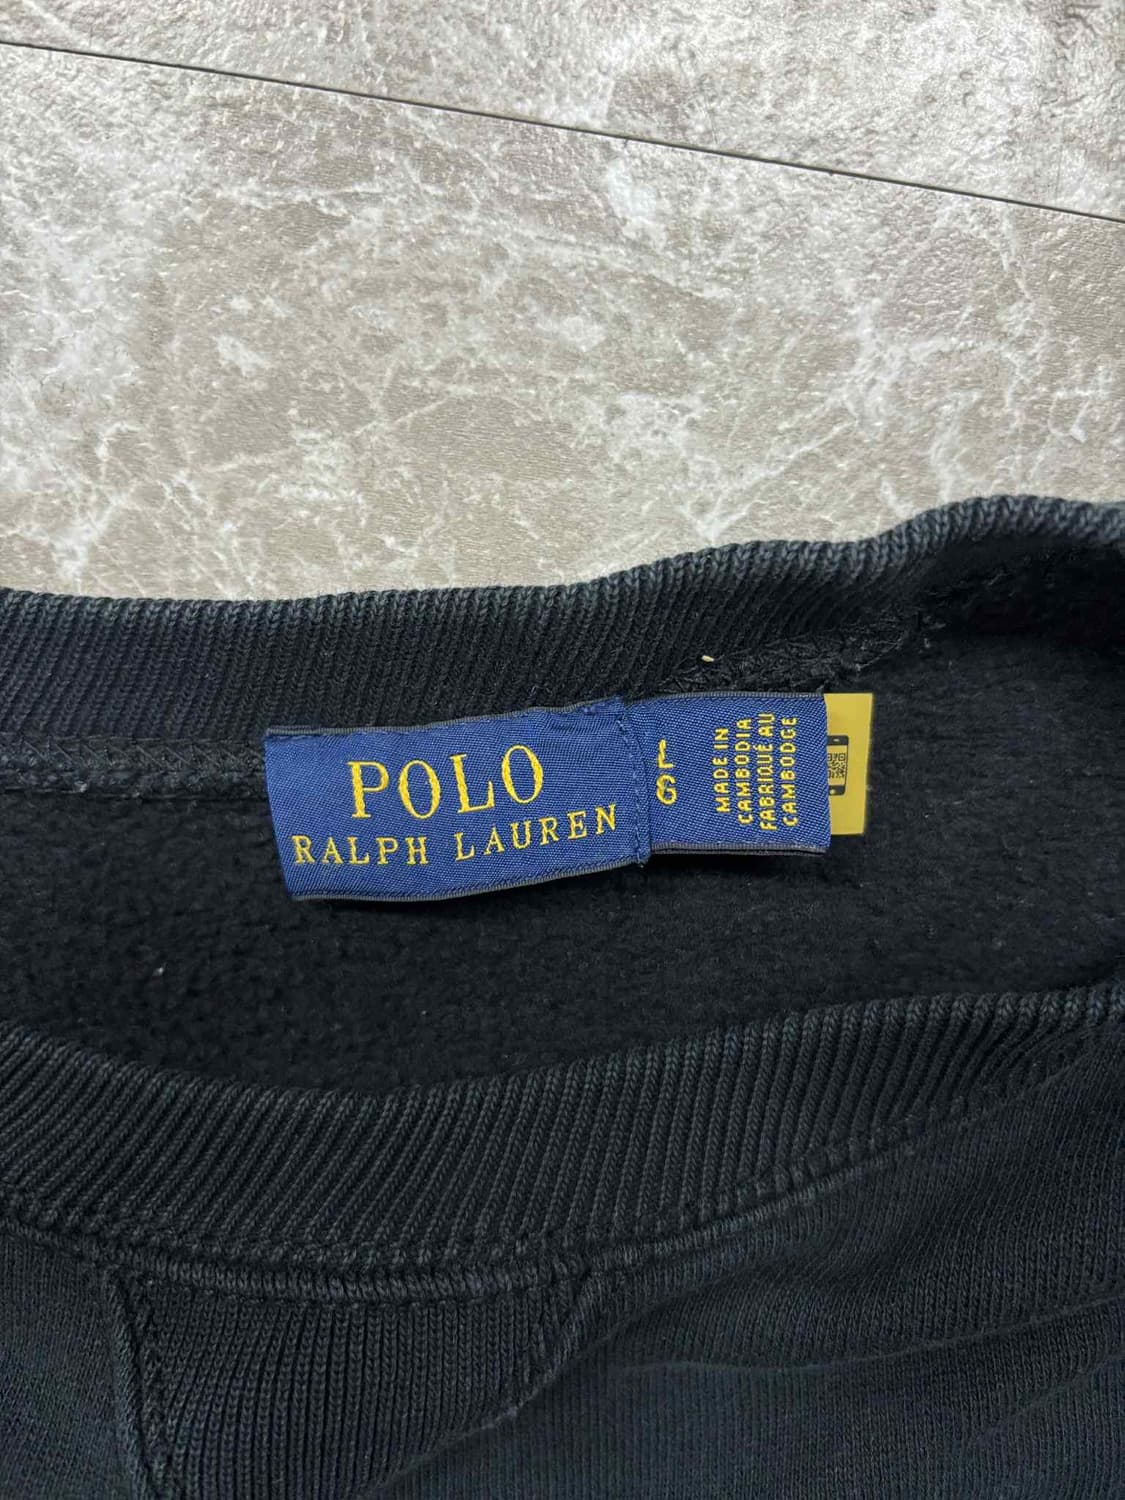 POLO
RALPH LAUREN
L
G
MADE IN
CAMBODIA
FABRIQUÉ AU
CAMBODGE